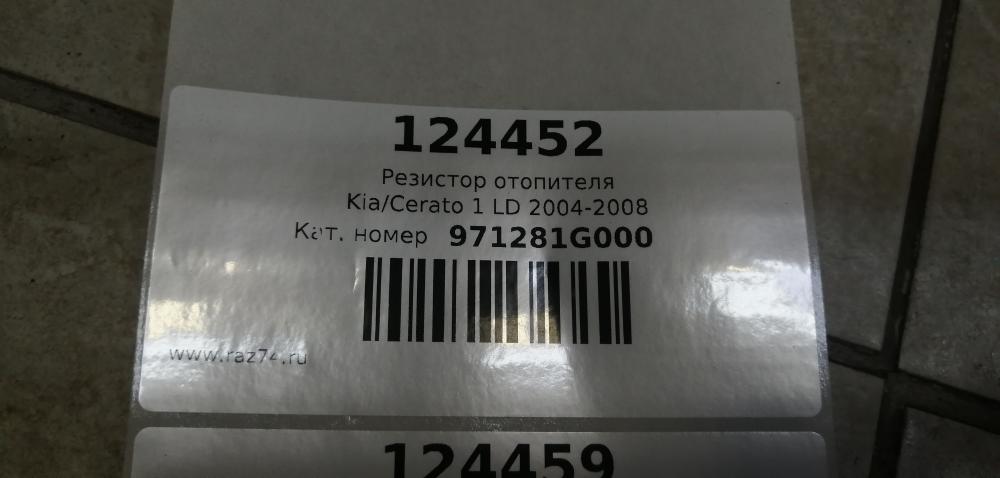 124452
Резистор отопителя
Kia/Cerato 1 LD 2004-2008
Кат. номер 971281G000
www.raz74.ru
124459